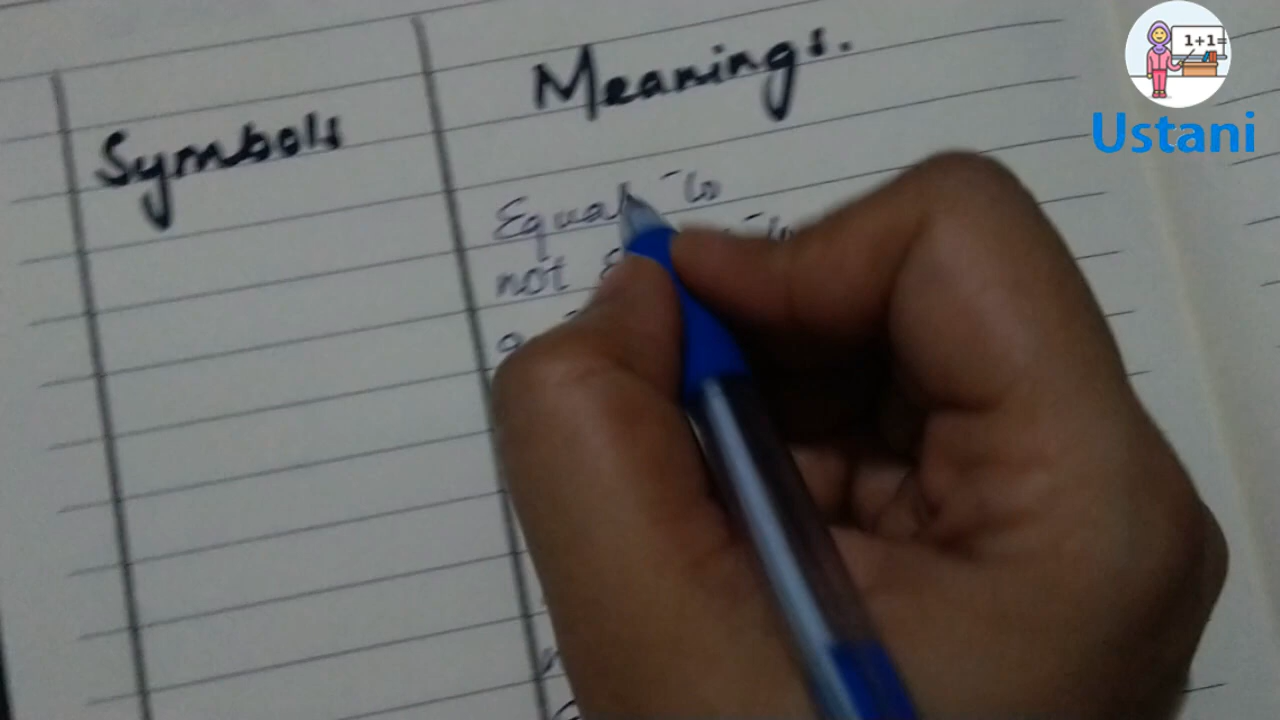 1+1=
Ustani
Symbols
Meanings.
Equal to
not